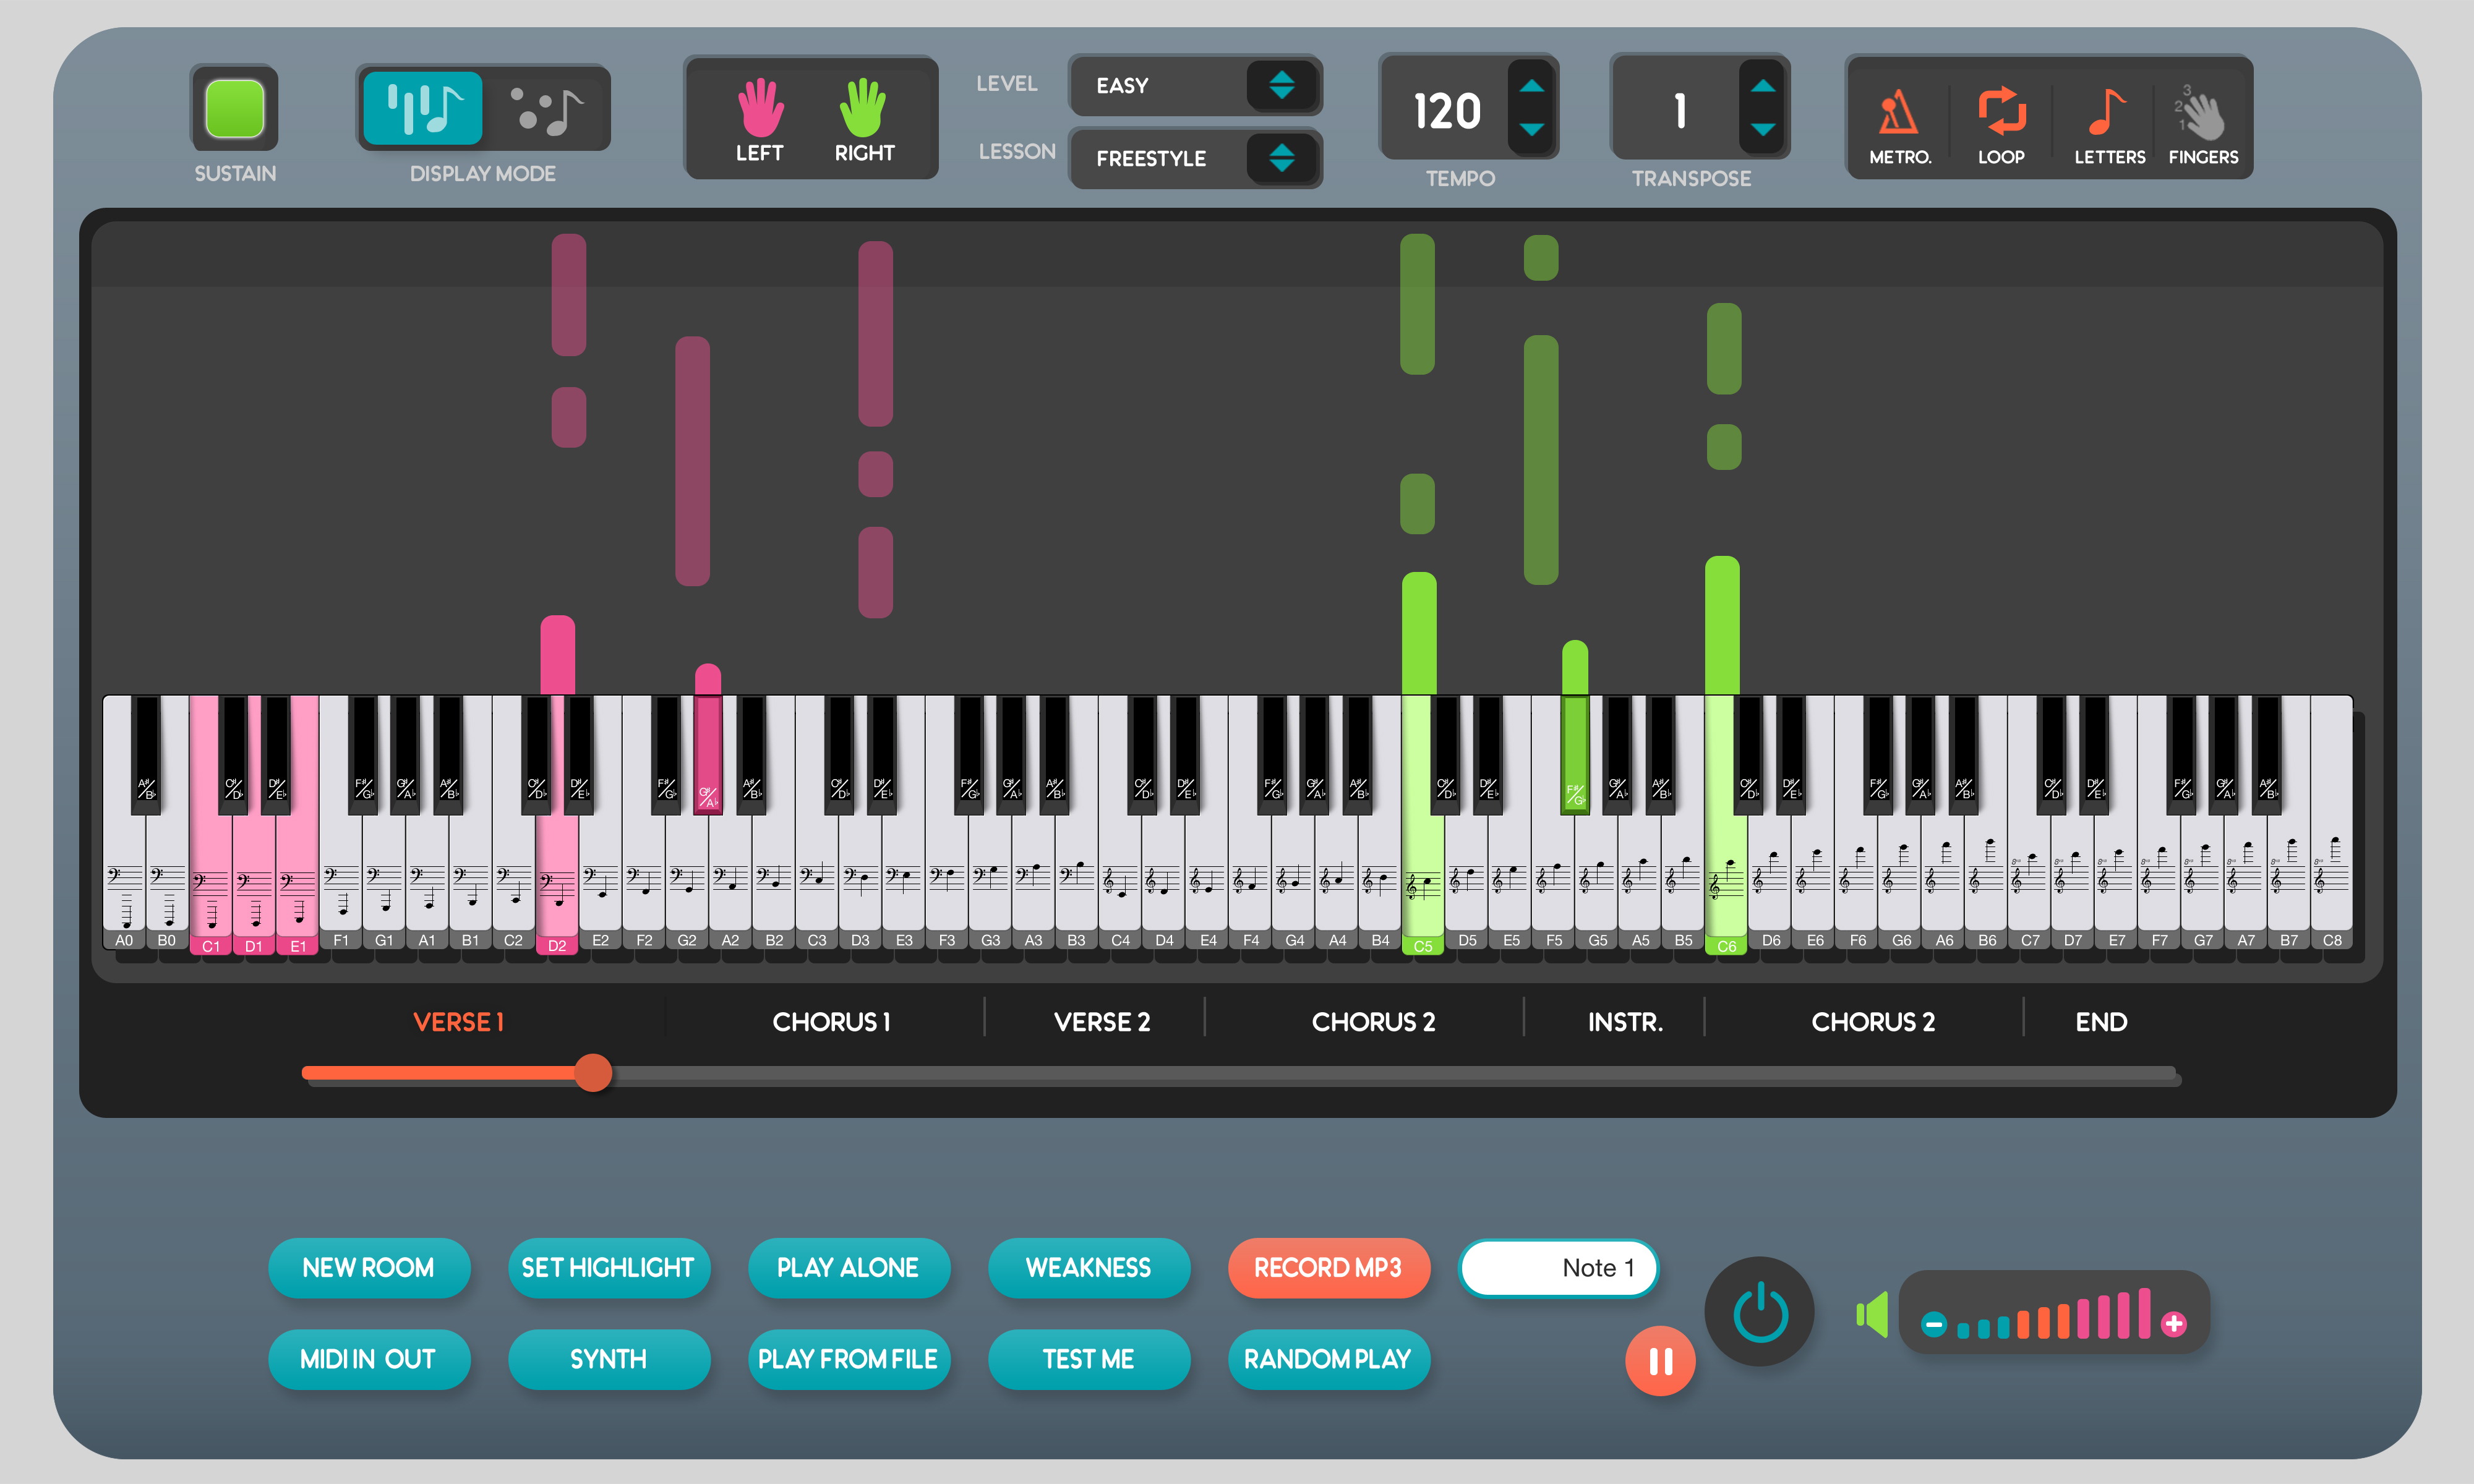 SUSTAIN
DISPLAY MODE
LEFT RIGHT
LEVEL EASY
LESSON FREESTYLE
120
TEMPO
1
TRANSPOSE
METRO. LOOP LETTERS 3 2 1 FINGERS
A#/B♭ C#/D♭ D#/E♭ F#/G♭ G#/A♭ A#/B♭ C#/D♭ D#/E♭ F#/G♭ G#/A♭ A#/B♭ C#/D♭ D#/E♭ F#/G♭ G#/A♭ A#/B♭ C#/D♭ D#/E♭ F#/G♭ G#/A♭ A#/B♭ C#/D♭ D#/E♭ F#/G♭ G#/A♭ A#/B♭ C#/D♭ D#/E♭ F#/G♭ G#/A♭ A#/B♭ C#/D♭ D#/E♭ F#/G♭ G#/A♭ A#/B♭
A0 B0 C1 D1 E1 F1 G1 A1 B1 C2 D2 E2 F2 G2 A2 B2 C3 D3 E3 F3 G3 A3 B3 C4 D4 E4 F4 G4 A4 B4 C5 D5 E5 F5 G5 A5 B5 C6 D6 E6 F6 G6 A6 B6 C7 D7 E7 F7 G7 A7 B7 C8
VERSE 1 CHORUS 1 VERSE 2 CHORUS 2 INSTR. CHORUS 2 END
NEW ROOM SET HIGHLIGHT PLAY ALONE WEAKNESS RECORD MP3 Note 1
MIDI IN OUT SYNTH PLAY FROM FILE TEST ME RANDOM PLAY